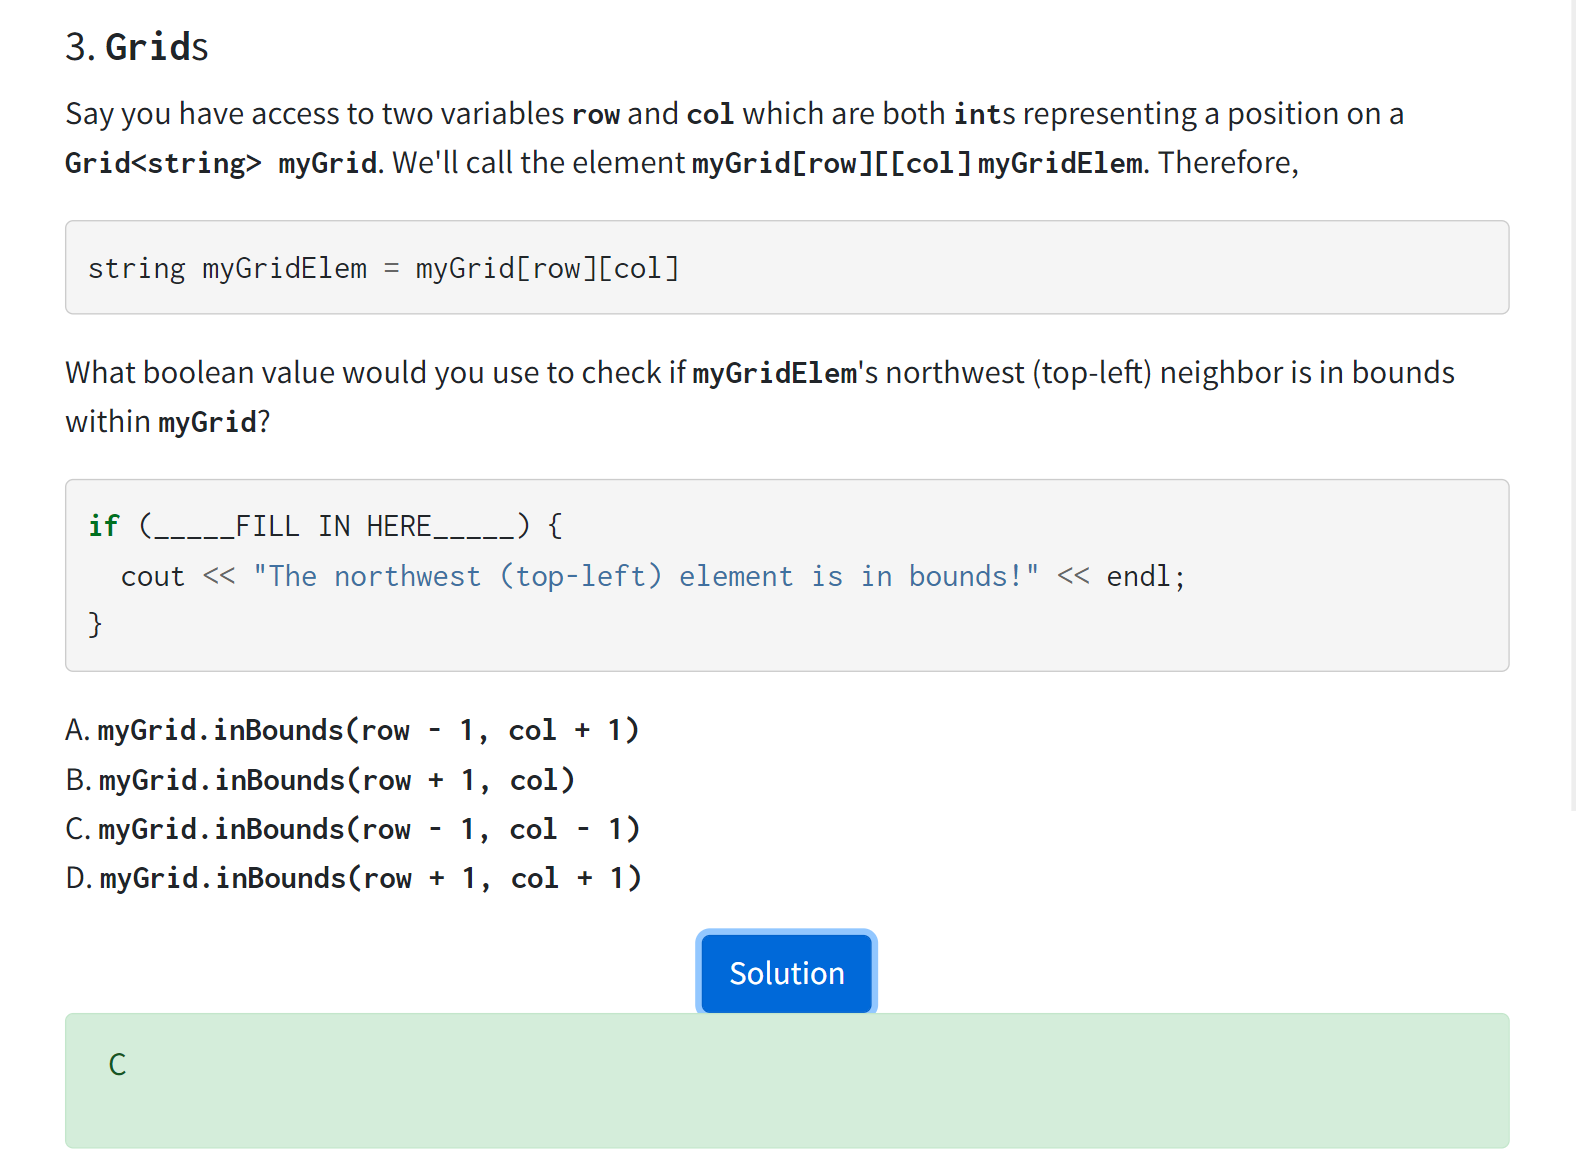 3. Grids
Say you have access to two variables row and col which are both ints representing a position on a
Grid<string> myGrid. We'll call the element myGrid[row][[col]myGridElem. Therefore,
string myGridElem = myGrid[row][col]
What boolean value would you use to check if myGridElem's northwest (top-left) neighbor is in bounds
within myGrid?
if (_____FILL IN HERE_____) {
  cout << "The northwest (top-left) element is in bounds!" << endl;
}
A. myGrid.inBounds(row - 1, col + 1)
B. myGrid.inBounds(row + 1, col)
C. myGrid.inBounds(row - 1, col - 1)
D. myGrid.inBounds(row + 1, col + 1)
Solution
C